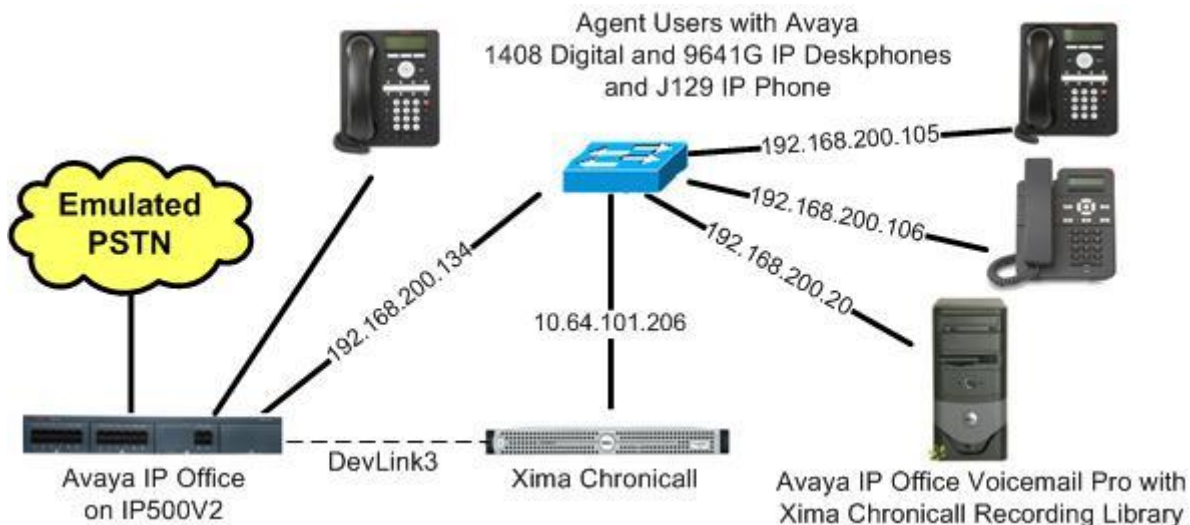 Agent Users with Avaya
1408 Digital and 9641G IP Deskphones
and J129 IP Phone
Emulated
PSTN
192.168.200.105
192.168.200.106
192.168.200.134
192.168.200.20
10.64.101.206
DevLink3
Avaya IP Office
on IP500V2
Xima Chronicall
Avaya IP Office Voicemail Pro with
Xima Chronicall Recording Library